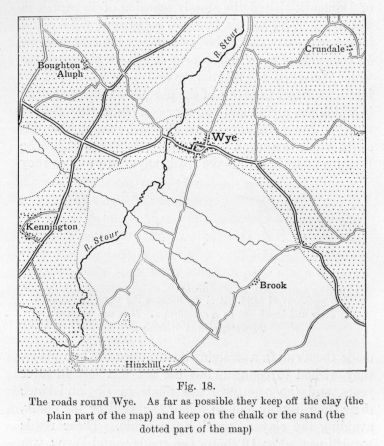 R. Stour
Crundale
Boughton
Aluph
Wye
Kennington
R. Stour
Brook
Hinxhill
Fig. 18.
The roads round Wye. As far as possible they keep off the clay (the
plain part of the map) and keep on the chalk or the sand (the
dotted part of the map)